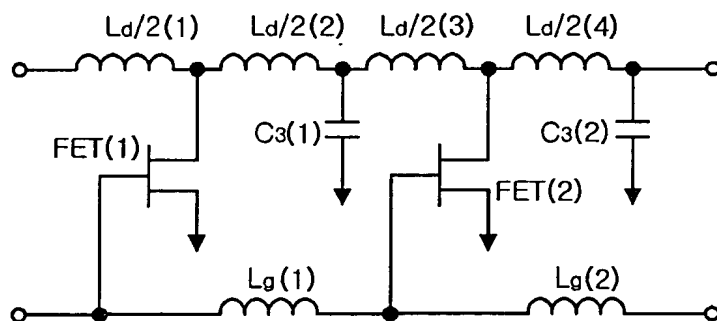 Ld/2(1) Ld/2(2) Ld/2(3) Ld/2(4)
FET(1) C3(1) C3(2)
FET(2)
Lg(1) Lg(2)